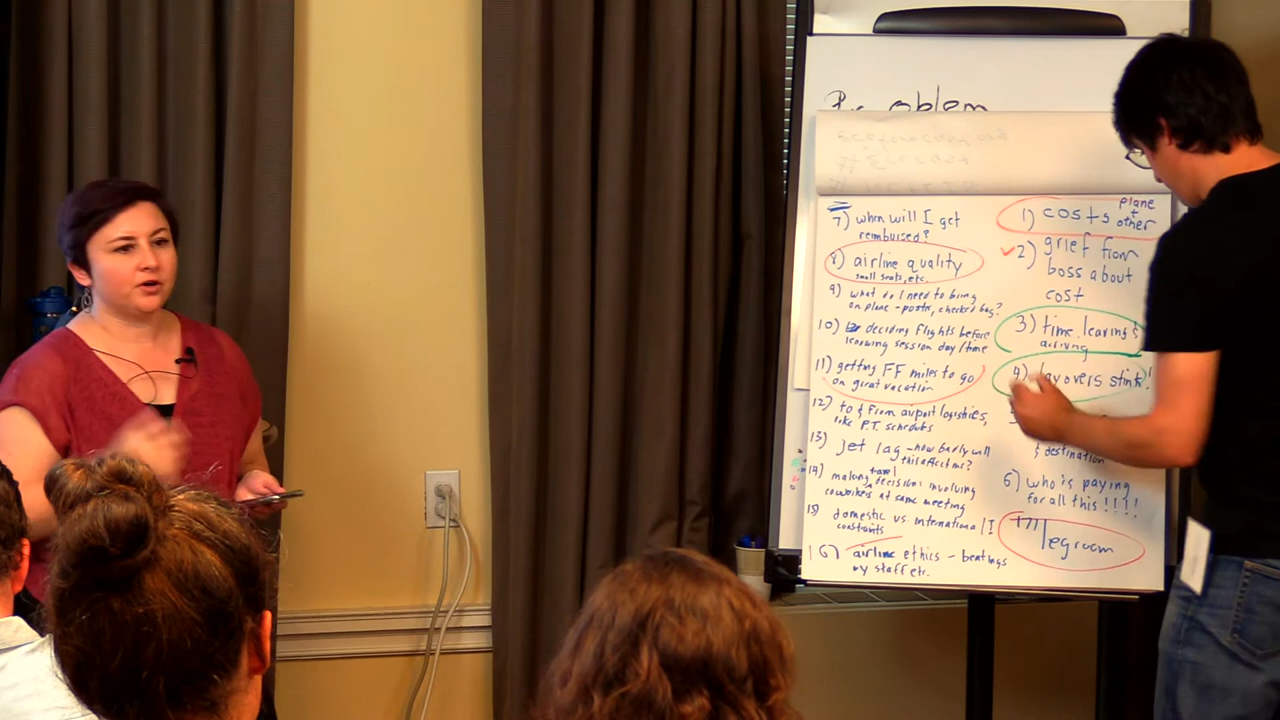 Problem
7) when will I get
rembuised?
8) airline quality
small seats, etc.
9) what do I need to bring
on plane - poster, checked bag?
10) deciding flights before
learning session day/time
11) getting FF miles to go
on great vacation
12) to & from airport logistics,
like P.T. scheduls
13) jet lag - how badly will
this affect me?
14) making travel decisions involving
coworkers at same meeting
15) domestic vs. international
constraints
16) airline ethics - beatings
by staff etc.
1) costs plane + other
2) grief from
boss about
cost
3) time leaving &
arriving
4) layovers stink!
& destination
6) who is paying
for all this !!!!
17) legroom